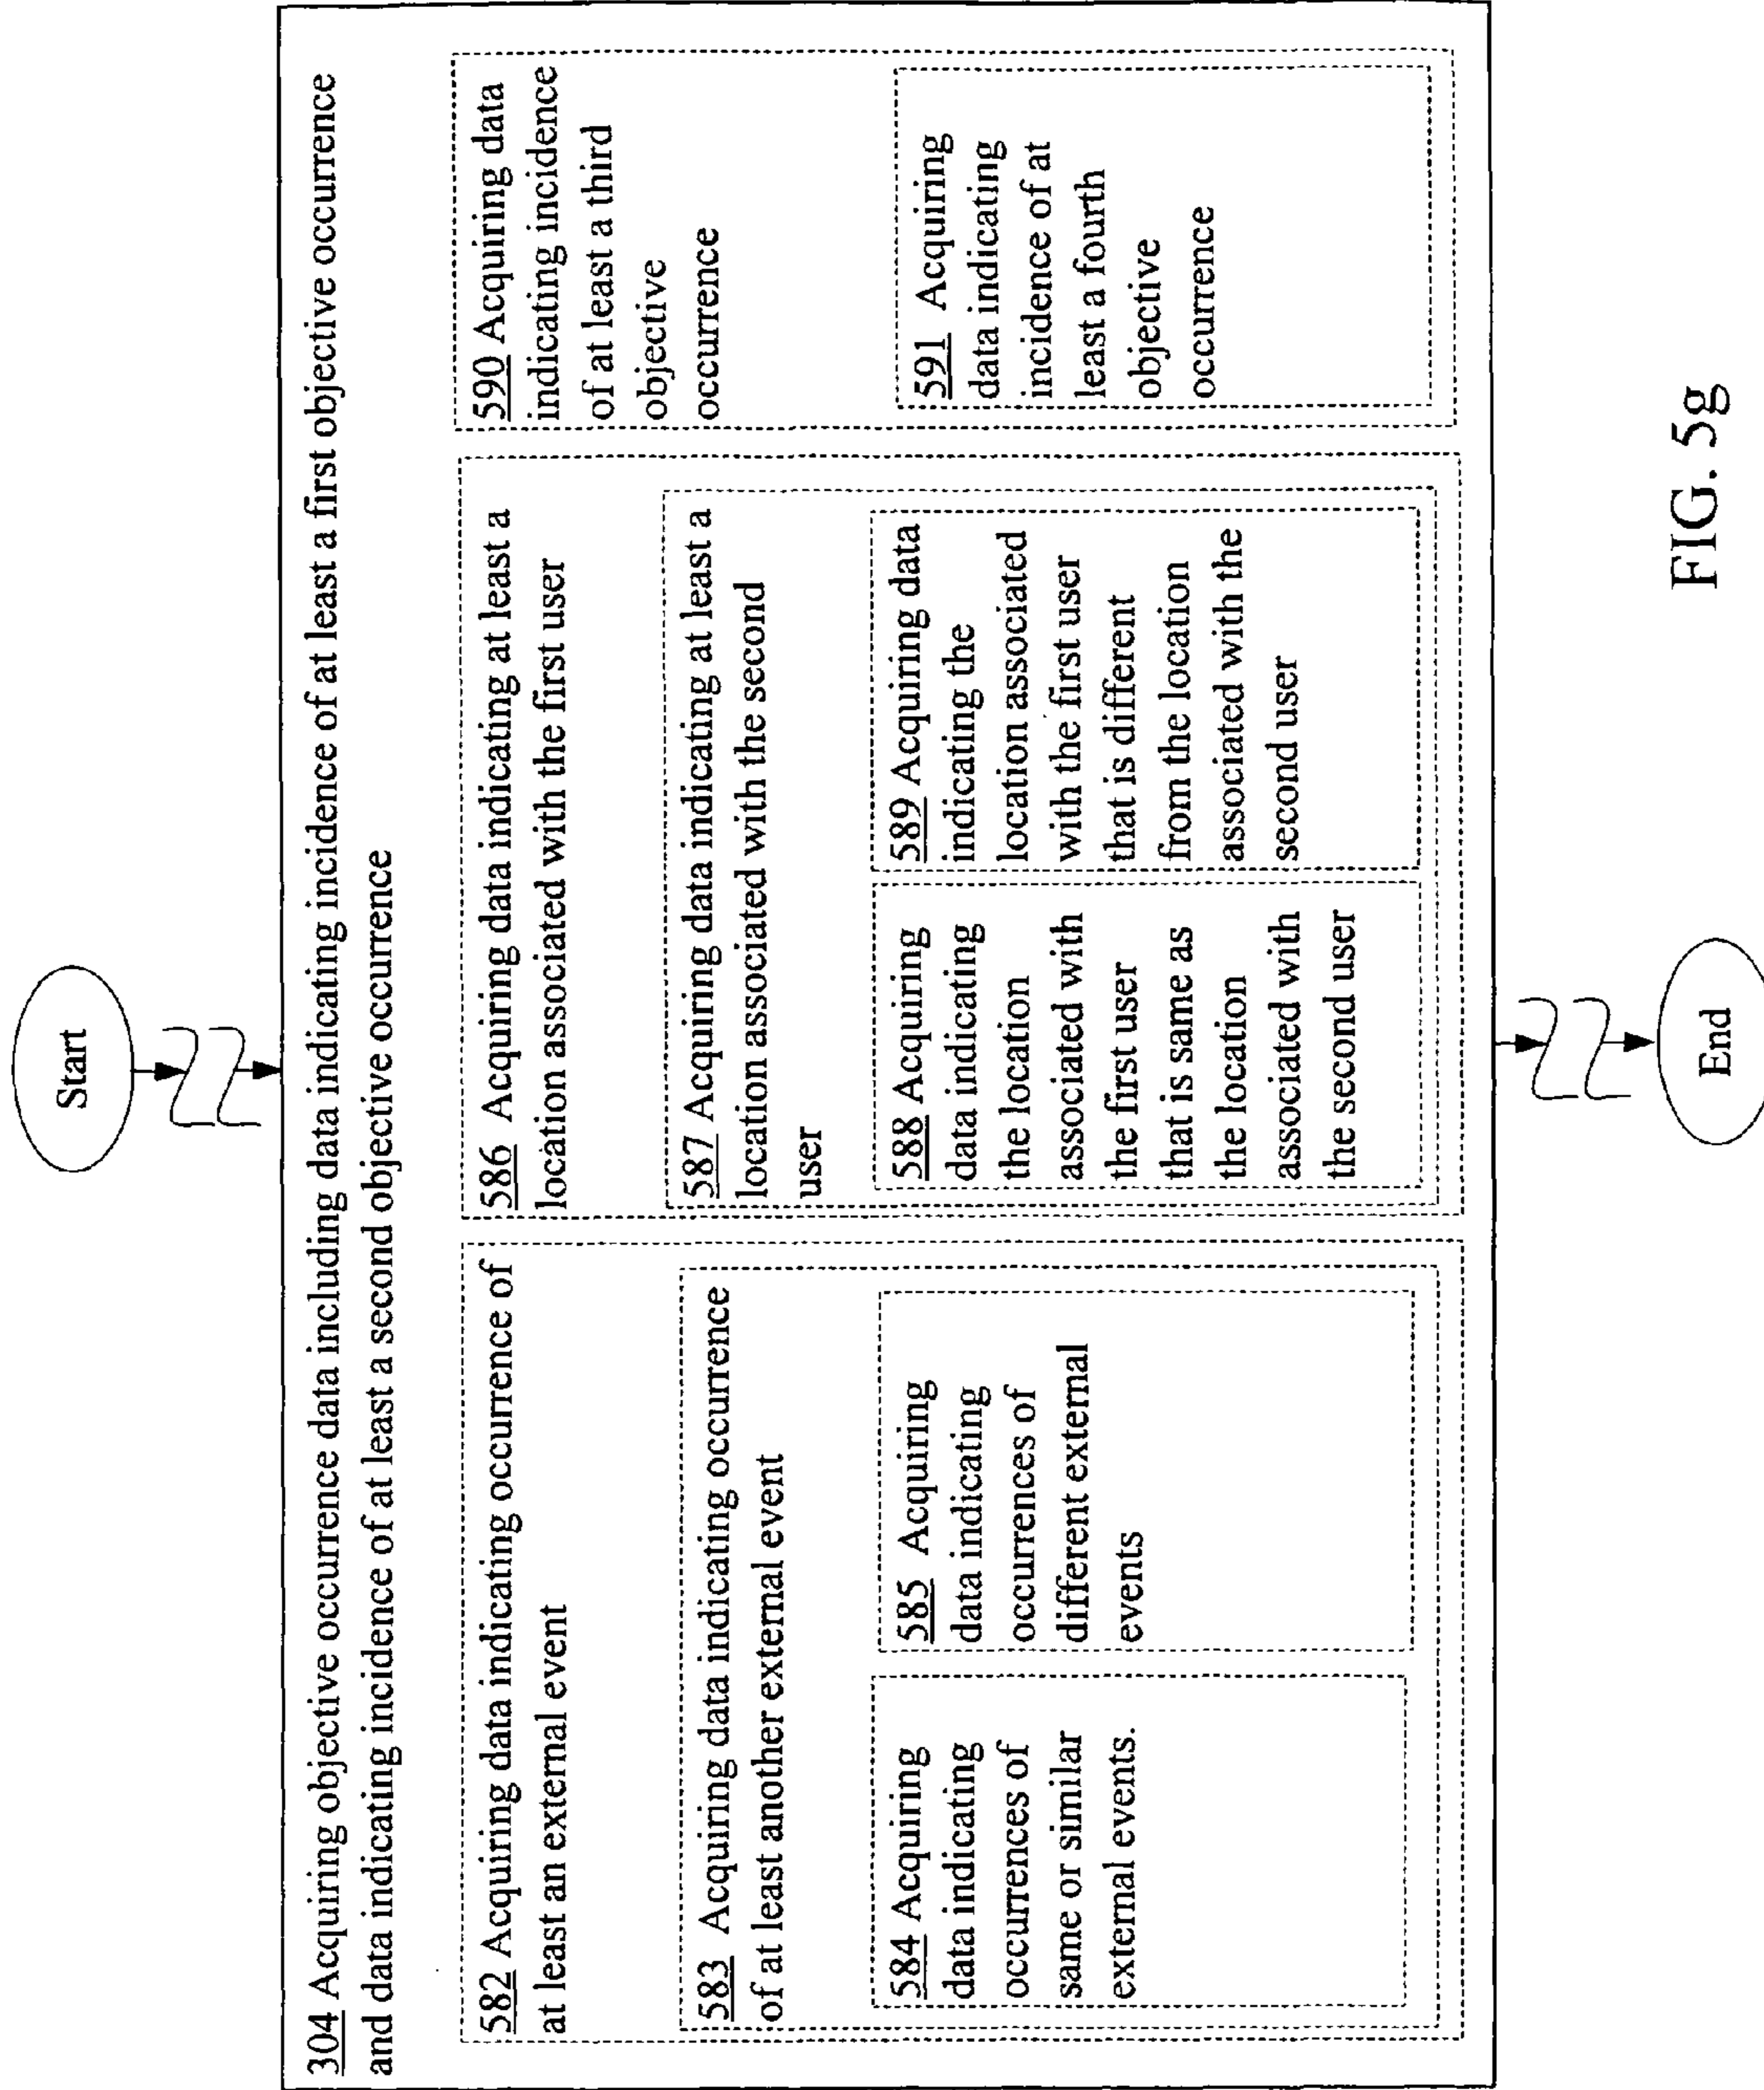 Start
304 Acquiring objective occurrence data including data indicating incidence of at least a first objective occurrence
and data indicating incidence of at least a second objective occurrence
582 Acquiring data indicating occurrence of
at least an external event
583 Acquiring data indicating occurrence
of at least another external event
584 Acquiring
data indicating
occurrences of
same or similar
external events.
585 Acquiring
data indicating
occurrences of
different external
events
586 Acquiring data indicating at least a
location associated with the first user
587 Acquiring data indicating at least a
location associated with the second
user
588 Acquiring
data indicating
the location
associated with
the first user
that is same as
the location
associated with
the second user
589 Acquiring data
indicating the
location associated
with the first user
that is different
from the location
associated with the
second user
590 Acquiring data
indicating incidence
of at least a third
objective
occurrence
591 Acquiring
data indicating
incidence of at
least a fourth
objective
occurrence
End
FIG. 5g